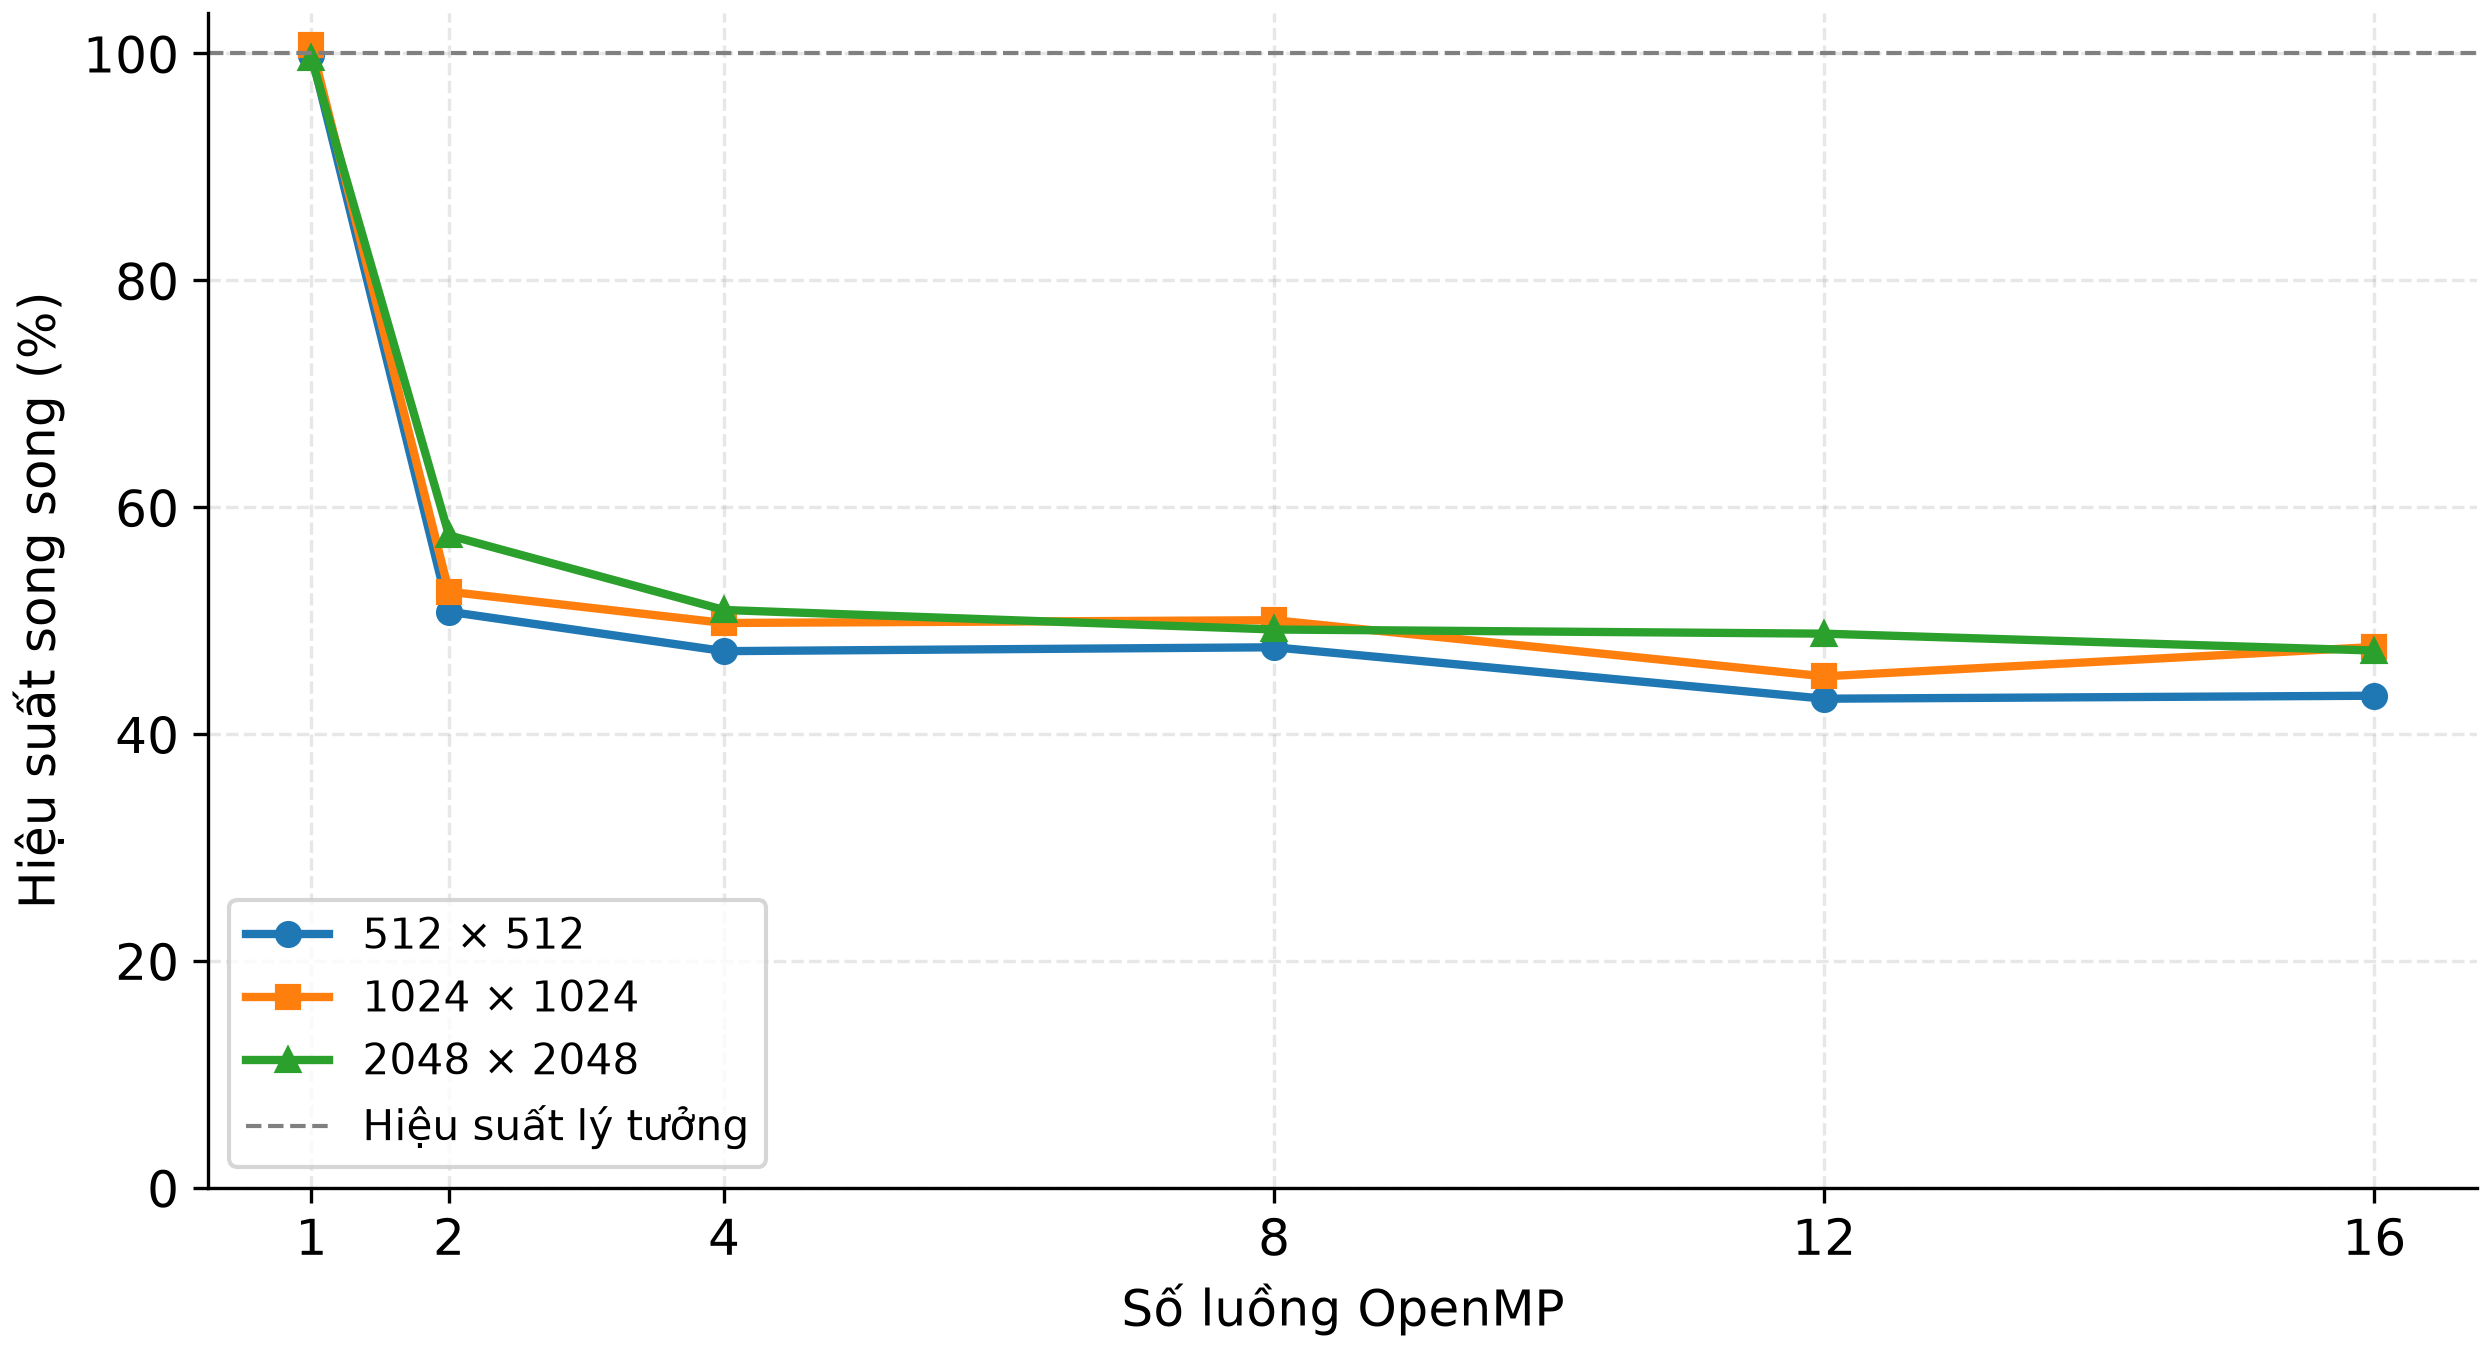 Hiệu suất song song (%)
100
80
60
40
20
0
512 × 512
1024 × 1024
2048 × 2048
Hiệu suất lý tưởng
1 2 4 8 12 16
Số luồng OpenMP